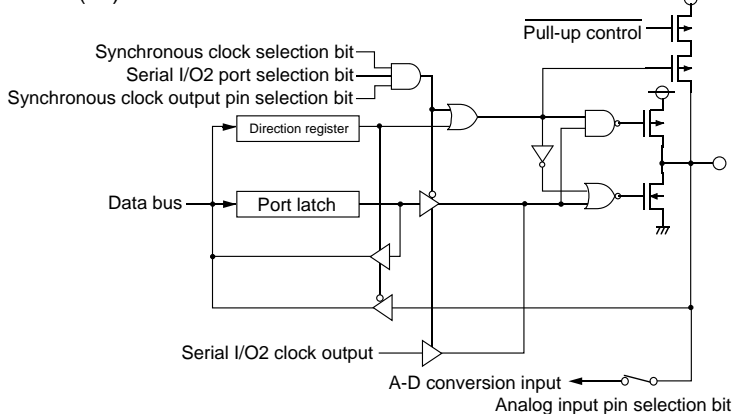 Pull-up control
Synchronous clock selection bit
Serial I/O2 port selection bit
Synchronous clock output pin selection bit
Direction register
Data bus
Port latch
Serial I/O2 clock output
A-D conversion input
Analog input pin selection bit